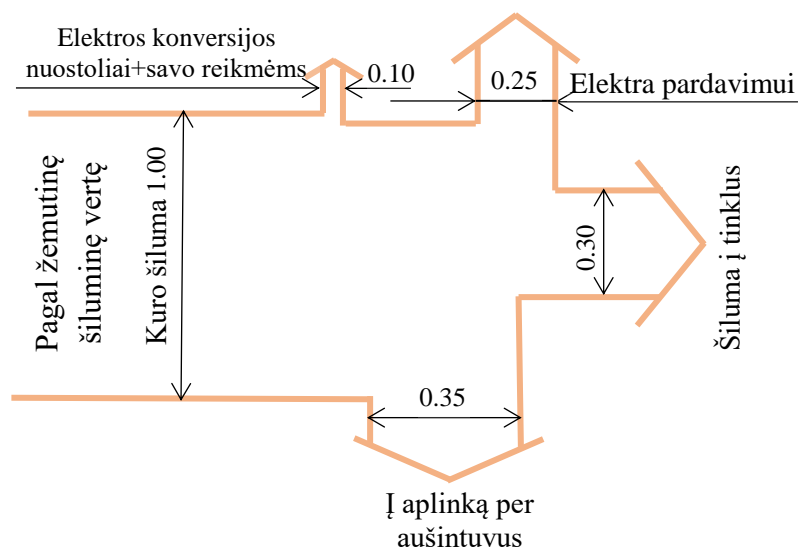 Elektros konversijos
nuostoliai+savo reikmėms
0.10
0.25
Elektra pardavimui
Pagal žemutinę
šiluminę vertę
Kuro šiluma 1.00
0.30
Šiluma į tinklus
0.35
Į aplinką per
aušintuvus